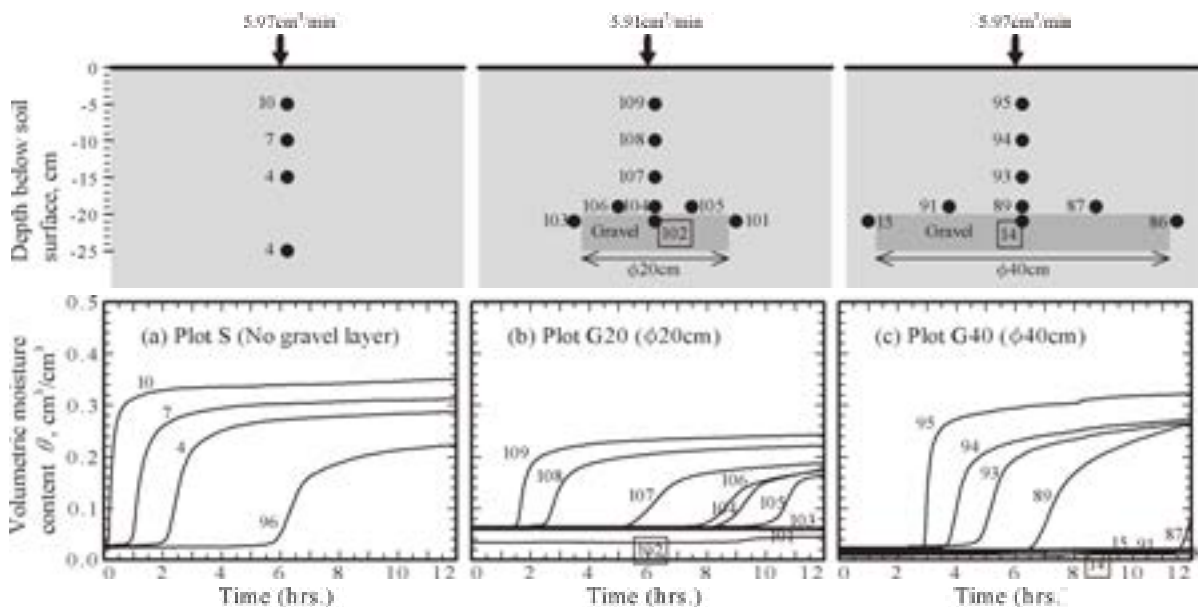 5.97cm³/min 5.91cm³/min 5.97cm³/min
Depth below soil surface, cm
0
-5
-10
-15
-20
-25
10
7
4
4
109
108
107
106 104 105
103 Gravel 102 101
ϕ20cm
95
94
93
91 89 87
15 Gravel 14 86
ϕ40cm
Volumetric moisture content θ, cm³/cm³
0.5
0.4
0.3
0.2
0.1
0.0
(a) Plot S (No gravel layer)
10
7
4
96
0 2 4 6 8 10 12
Time (hrs.)
(b) Plot G20 (ϕ20cm)
109
108
107
106
104
105
103
101
102
0 2 4 6 8 10 12
Time (hrs.)
(c) Plot G40 (ϕ40cm)
95
94
93
89
87
15 91
14
0 2 4 6 8 10 12
Time (hrs.)